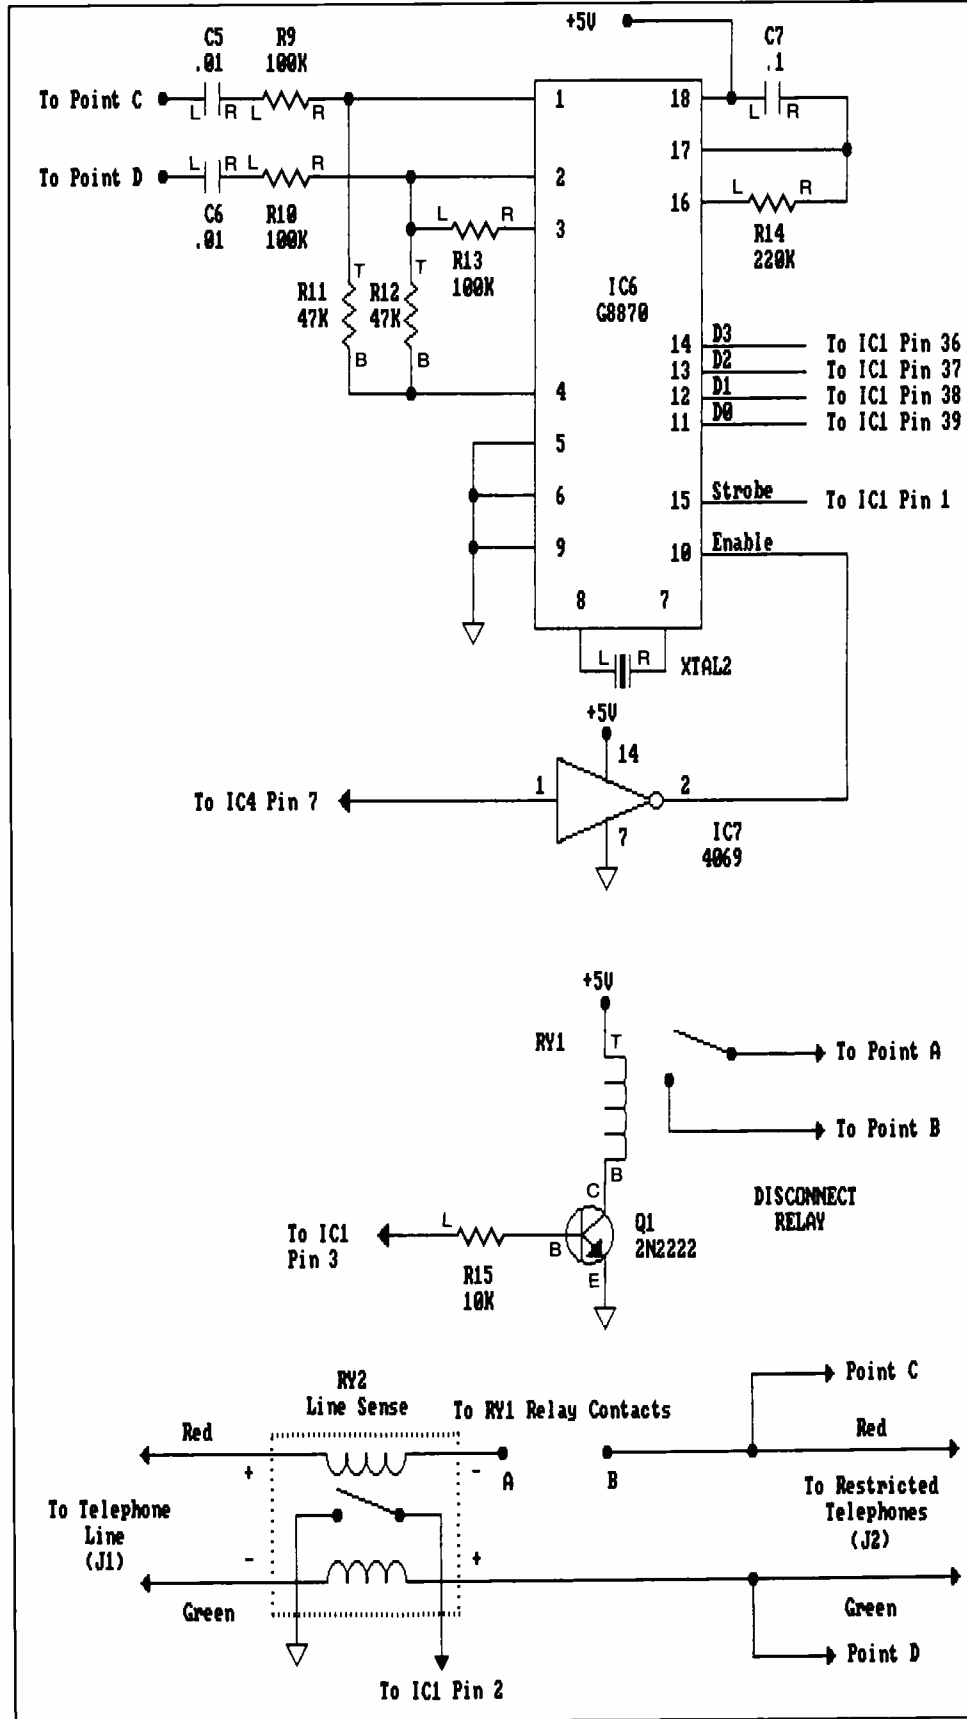 +5V
C5
.01
R9
100K
C7
.1
To Point C
L R L R
1
18
L R
17
To Point D
L R L R
2
16
L R
C6
.01
R10
100K
L R
3
R14
220K
R13
100K
T
T
R11
47K
R12
47K
B
B
IC6
G8870
14 D3 To IC1 Pin 36
13 D2 To IC1 Pin 37
12 D1 To IC1 Pin 38
11 D0 To IC1 Pin 39
4
5
6
15 Strobe To IC1 Pin 1
9
10 Enable
8 7
L R XTAL2
+5V
14
To IC4 Pin 7
1
2
7
IC7
4069
+5V
RY1
T
To Point A
To Point B
B
C
DISCONNECT
RELAY
To IC1
Pin 3
L
B
Q1
2N2222
E
R15
10K
Point C
RY2
Line Sense
To RY1 Relay Contacts
Red
Red
+
-
A
B
To Telephone
Line
(J1)
To Restricted
Telephones
(J2)
-
+
Green
Green
Point D
To IC1 Pin 2